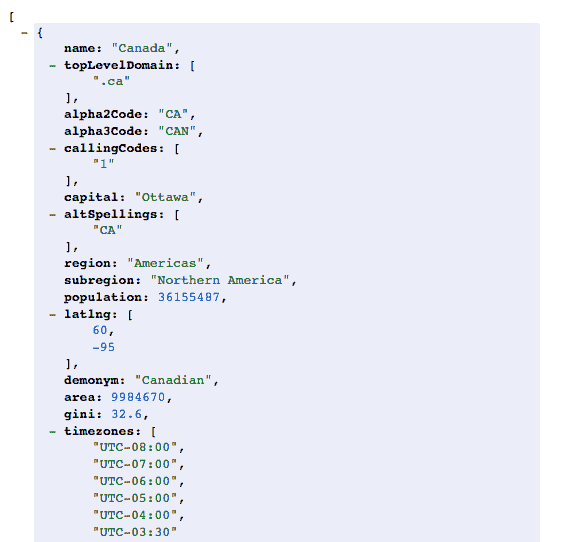 [
− {
name: "Canada",
− topLevelDomain: [
".ca"
],
alpha2Code: "CA",
alpha3Code: "CAN",
− callingCodes: [
"1"
],
capital: "Ottawa",
− altSpellings: [
"CA"
],
region: "Americas",
subregion: "Northern America",
population: 36155487,
− latlng: [
60,
-95
],
demonym: "Canadian",
area: 9984670,
gini: 32.6,
− timezones: [
"UTC-08:00",
"UTC-07:00",
"UTC-06:00",
"UTC-05:00",
"UTC-04:00",
"UTC-03:30"